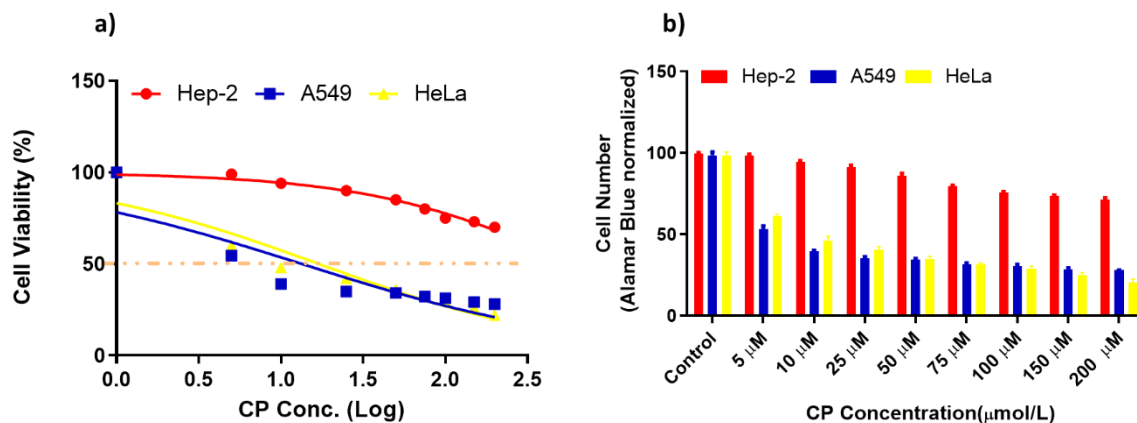 a)
Hep-2 A549 HeLa
Cell Viability (%)
150
100
50
0
0.0 0.5 1.0 1.5 2.0 2.5
CP Conc. (Log)
b)
Hep-2 A549 HeLa
Cell Number
(Alamar Blue normalized)
150
100
50
0
Control 5 µM 10 µM 25 µM 50 µM 75 µM 100 µM 150 µM 200 µM
CP Concentration(µmol/L)